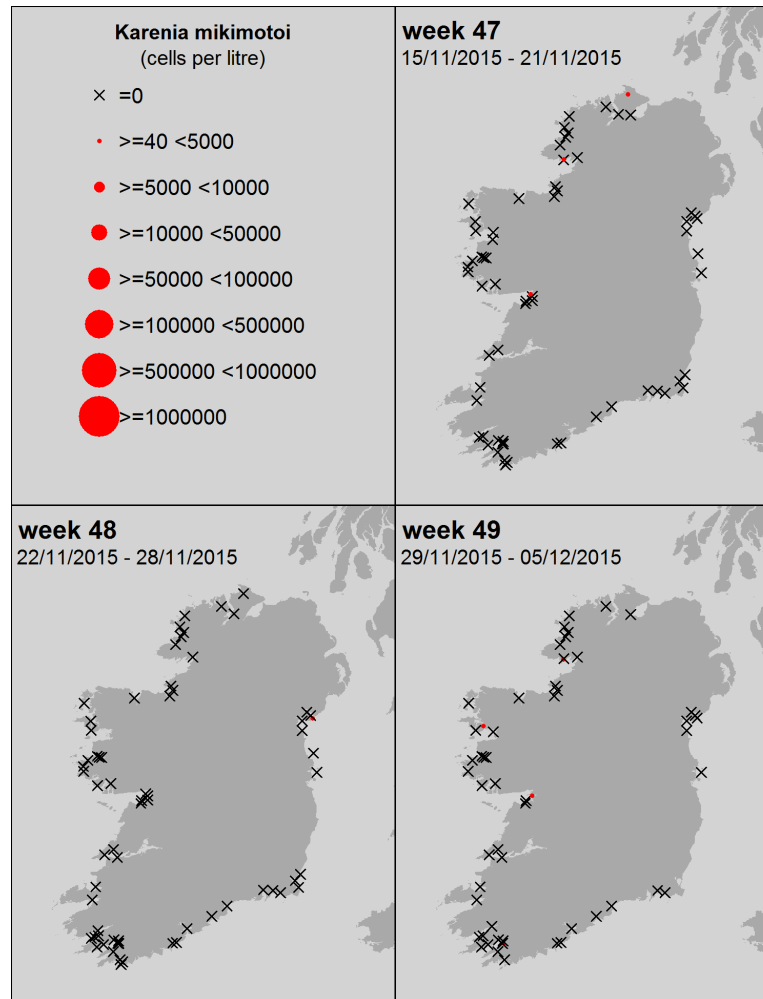 Karenia mikimotoi
(cells per litre)
=0
>=40 <5000
>=5000 <10000
>=10000 <50000
>=50000 <100000
>=100000 <500000
>=500000 <1000000
>=1000000
week 47
15/11/2015 - 21/11/2015
week 48
22/11/2015 - 28/11/2015
week 49
29/11/2015 - 05/12/2015